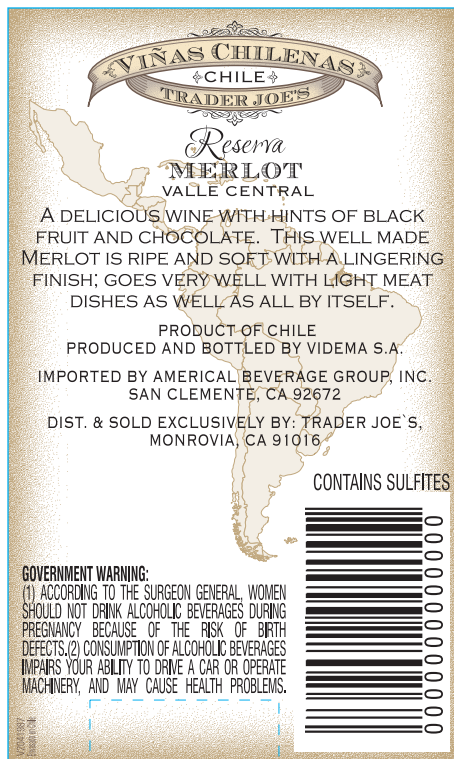 VIÑAS CHILENAS
CHILE
TRADER JOE'S
Reserva
MERLOT
VALLE CENTRAL
A DELICIOUS WINE WITH HINTS OF BLACK
FRUIT AND CHOCOLATE. THIS WELL MADE
MERLOT IS RIPE AND SOFT WITH A LINGERING
FINISH; GOES VERY WELL WITH LIGHT MEAT
DISHES AS WELL AS ALL BY ITSELF.
PRODUCT OF CHILE
PRODUCED AND BOTTLED BY VIDEMA S.A.
IMPORTED BY AMERICAL BEVERAGE GROUP, INC.
SAN CLEMENTE, CA 92672
DIST. & SOLD EXCLUSIVELY BY: TRADER JOE`S,
MONROVIA, CA 91016
CONTAINS SULFITES
GOVERNMENT WARNING:
(1) ACCORDING TO THE SURGEON GENERAL, WOMEN
SHOULD NOT DRINK ALCOHOLIC BEVERAGES DURING
PREGNANCY BECAUSE OF THE RISK OF BIRTH
DEFECTS.(2) CONSUMPTION OF ALCOHOLIC BEVERAGES
IMPAIRS YOUR ABILITY TO DRIVE A CAR OR OPERATE
MACHINERY, AND MAY CAUSE HEALTH PROBLEMS.
000000000000